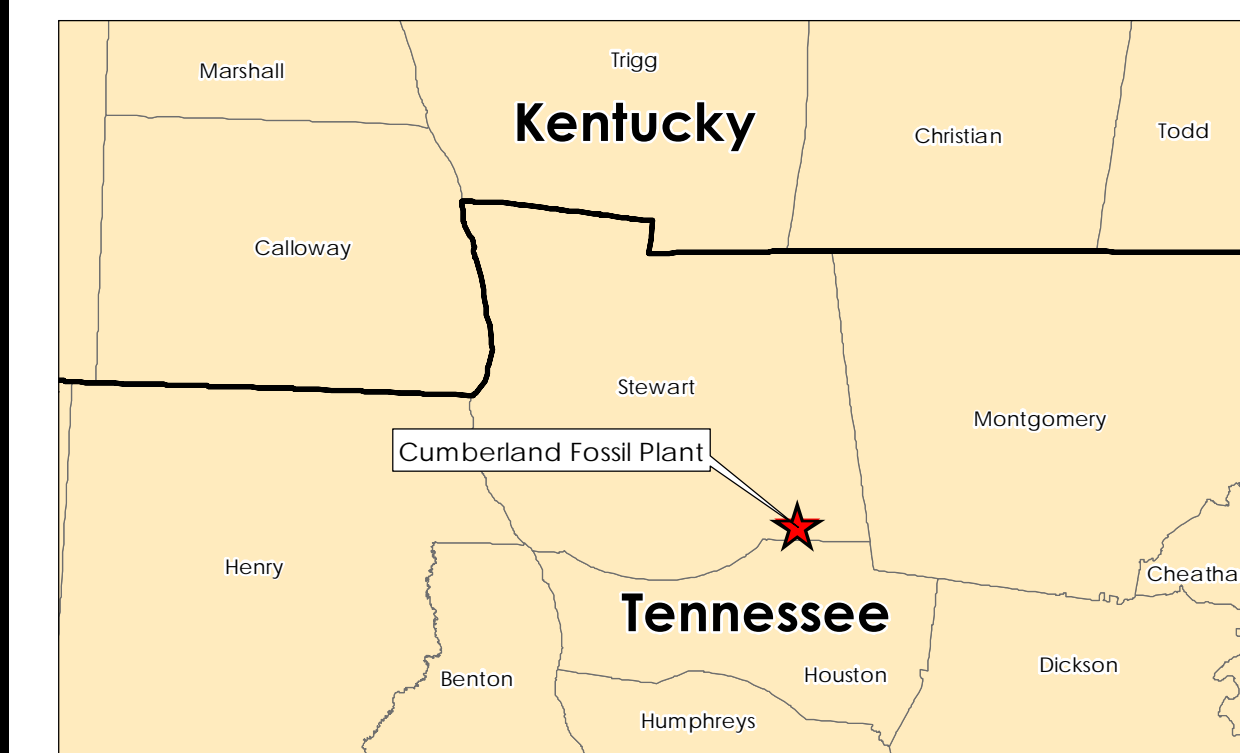 Trigg
Marshall
Kentucky
Christian
Todd
Calloway
Stewart
Montgomery
Cumberland Fossil Plant
Henry
Cheatha
Tennessee
Dickson
Houston
Benton
Humphreys